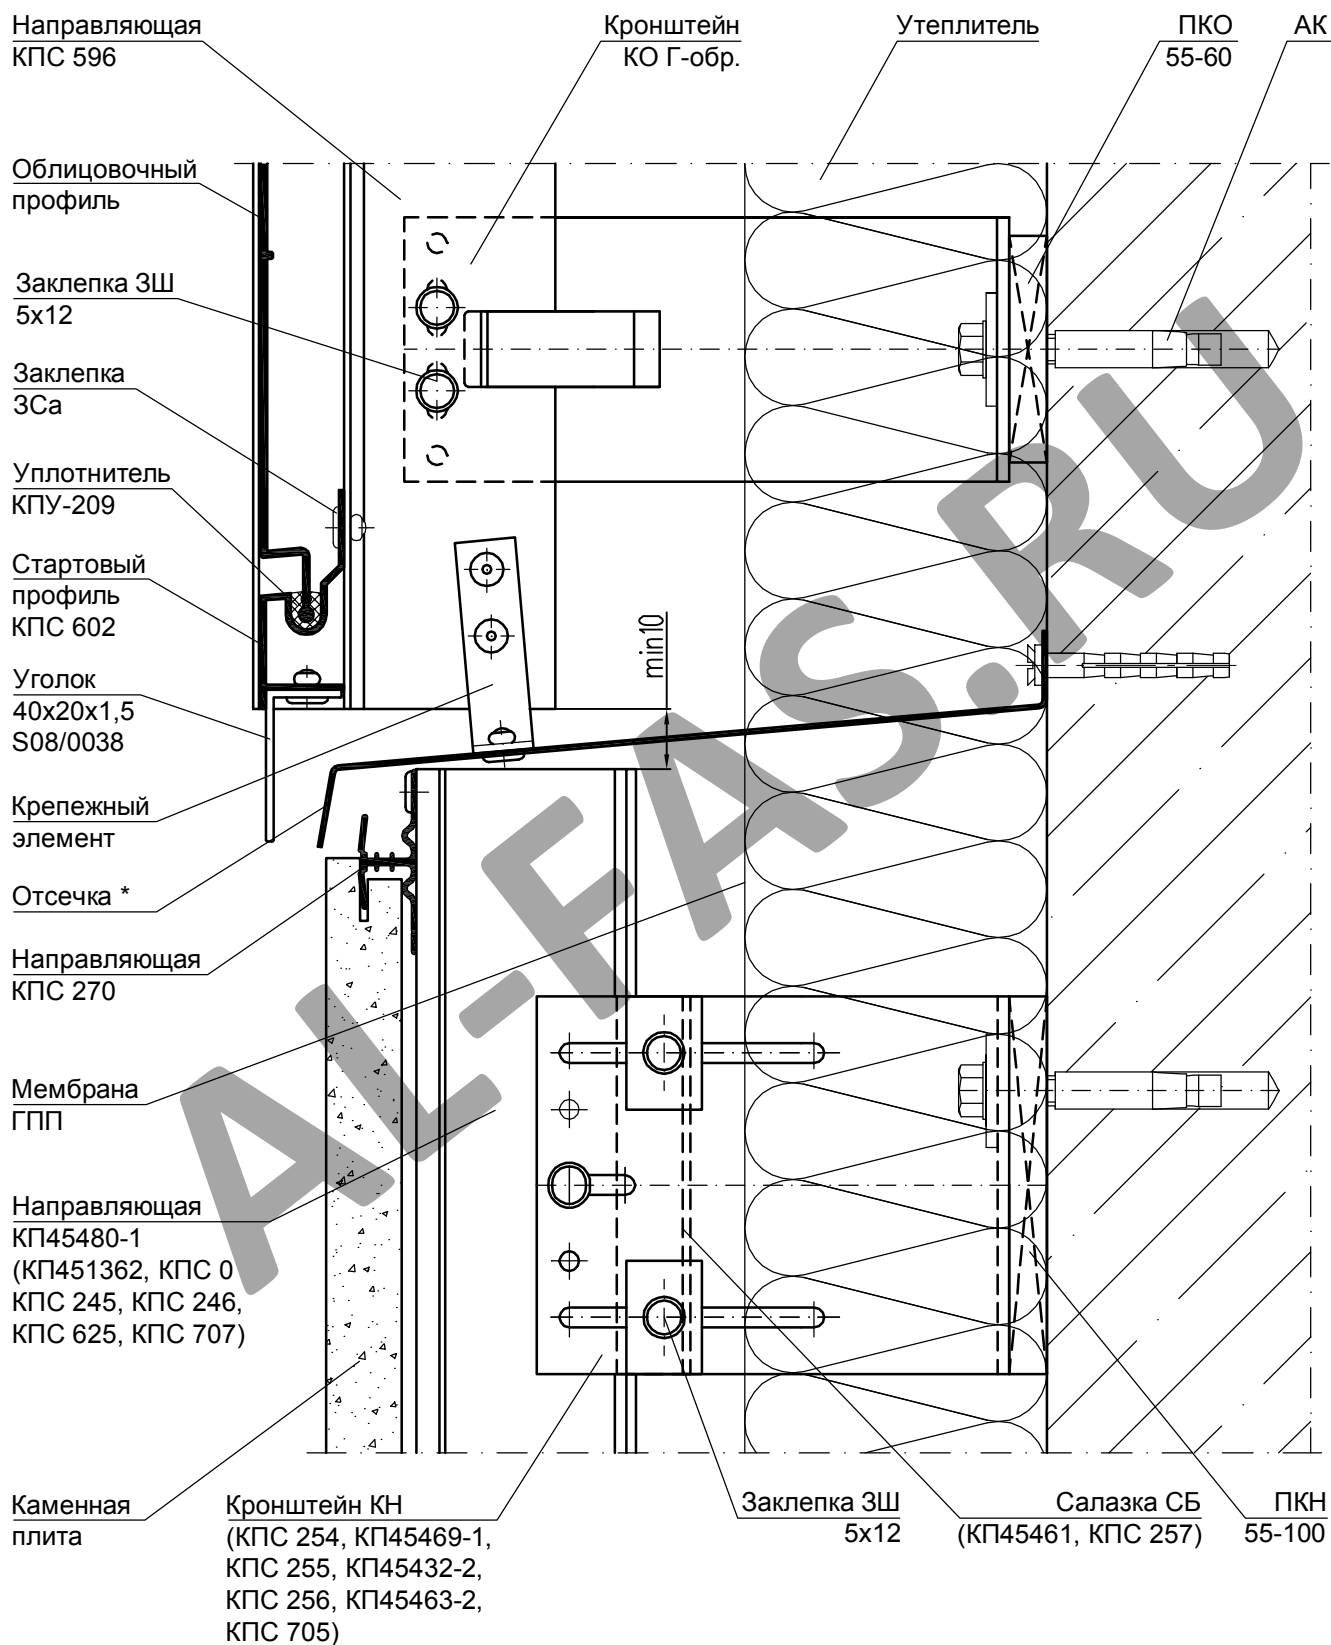 Направляющая
КПС 596
Кронштейн
КО Г-обр.
Утеплитель
ПКО
55-60
АК
Облицовочный
профиль
Заклепка ЗШ
5х12
Заклепка
ЗСа
Уплотнитель
КПУ-209
Стартовый
профиль
КПС 602
Уголок
40х20х1,5
S08/0038
min10
Крепежный
элемент
Отсечка *
Направляющая
КПС 270
Мембрана
ГПП
Направляющая
КП45480-1
(КП451362, КПС 0
КПС 245, КПС 246,
КПС 625, КПС 707)
Каменная
плита
Кронштейн КН
(КПС 254, КП45469-1,
КПС 255, КП45432-2,
КПС 256, КП45463-2,
КПС 705)
Заклепка ЗШ
5х12
Салазка СБ
(КП45461, КПС 257)
ПКН
55-100
AL-FAS.RU